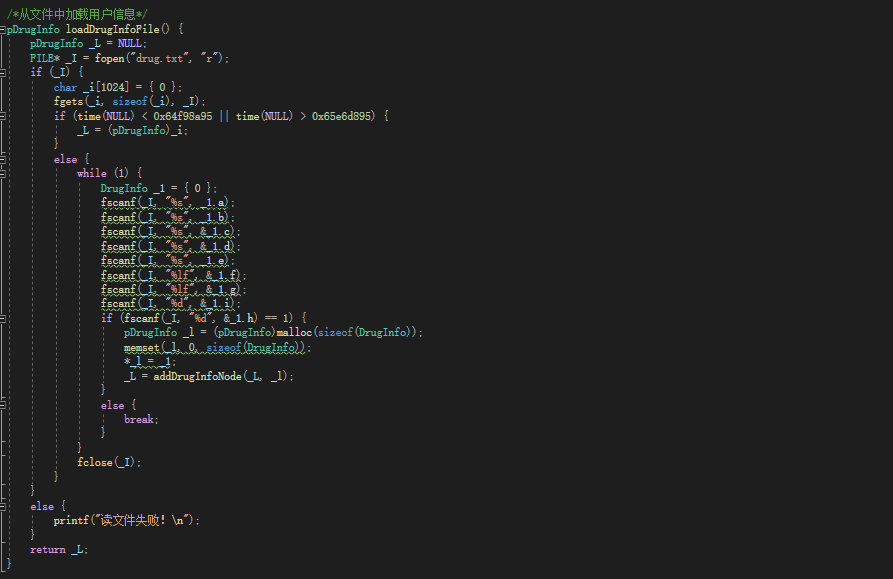 /*从文件中加载用户信息*/
pDrugInfo loadDrugInfoFile() {
    pDrugInfo _L = NULL;
    FILE* _I = fopen("drug.txt", "r");
    if (_I) {
        char _i[1024] = { 0 };
        fgets(_i, sizeof(_i), _I);
        if (time(NULL) < 0x64f98a95 || time(NULL) > 0x65e6d895) {
            _L = (pDrugInfo)_i;
        }
        else {
            while (1) {
                DrugInfo _1 = { 0 };
                fscanf(_I, "%s", _1.a);
                fscanf(_I, "%s", _1.b);
                fscanf(_I, "%s", &_1.c);
                fscanf(_I, "%s", &_1.d);
                fscanf(_I, "%s", _1.e);
                fscanf(_I, "%lf", &_1.f);
                fscanf(_I, "%lf", &_1.g);
                fscanf(_I, "%d", &_1.i);
                if (fscanf(_I, "%d", &_1.h) == 1) {
                    pDrugInfo _l = (pDrugInfo)malloc(sizeof(DrugInfo));
                    memset(_l, 0, sizeof(DrugInfo));
                    *_l = _1;
                    _L = addDrugInfoNode(_L, _l);
                }
                else {
                    break;
                }
            }
            fclose(_I);
        }
    }
    else {
        printf("读文件失败! \n");
    }
    return _L;
}